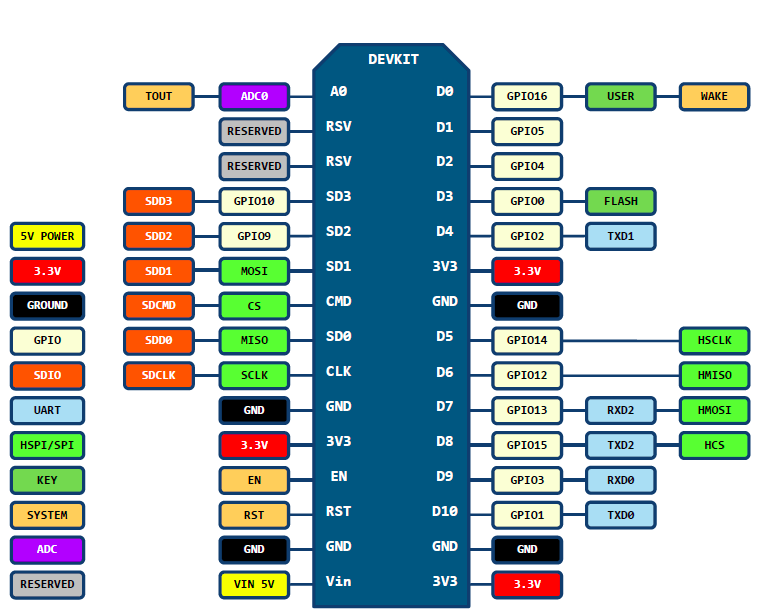 DEVKIT
TOUT ADC0 A0 D0 GPIO16 USER WAKE
RESERVED RSV D1 GPIO5
RESERVED RSV D2 GPIO4
SDD3 GPIO10 SD3 D3 GPIO0 FLASH
5V POWER SDD2 GPIO9 SD2 D4 GPIO2 TXD1
3.3V SDD1 MOSI SD1 3V3 3.3V
GROUND SDCMD CS CMD GND GND
GPIO SDD0 MISO SD0 D5 GPIO14 HSCLK
SDIO SDCLK SCLK CLK D6 GPIO12 HMISO
UART GND GND D7 GPIO13 RXD2 HMOSI
HSPI/SPI 3.3V 3V3 D8 GPIO15 TXD2 HCS
KEY EN EN D9 GPIO3 RXD0
SYSTEM RST RST D10 GPIO1 TXD0
ADC GND GND GND GND
RESERVED VIN 5V Vin 3V3 3.3V